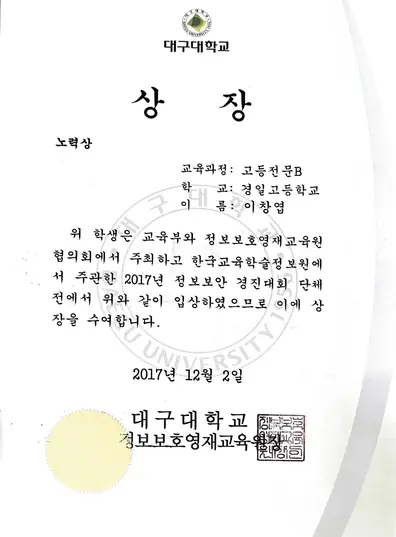 대구대학교
상 장
노력상
교육과정: 고등전문B
학 교: 경일고등학교
이 름: 이창엽
위 학생은 교육부와 정보보호영재교육원
협의회에서 주최하고 한국교육학술정보원에
서 주관한 2017년 정보보안 경진대회 단체
전에서 위와 같이 입상하였으므로 이에 상
장을 수여합니다.
2017년 12월 2일
대구대학교
정보보호영재교육원장